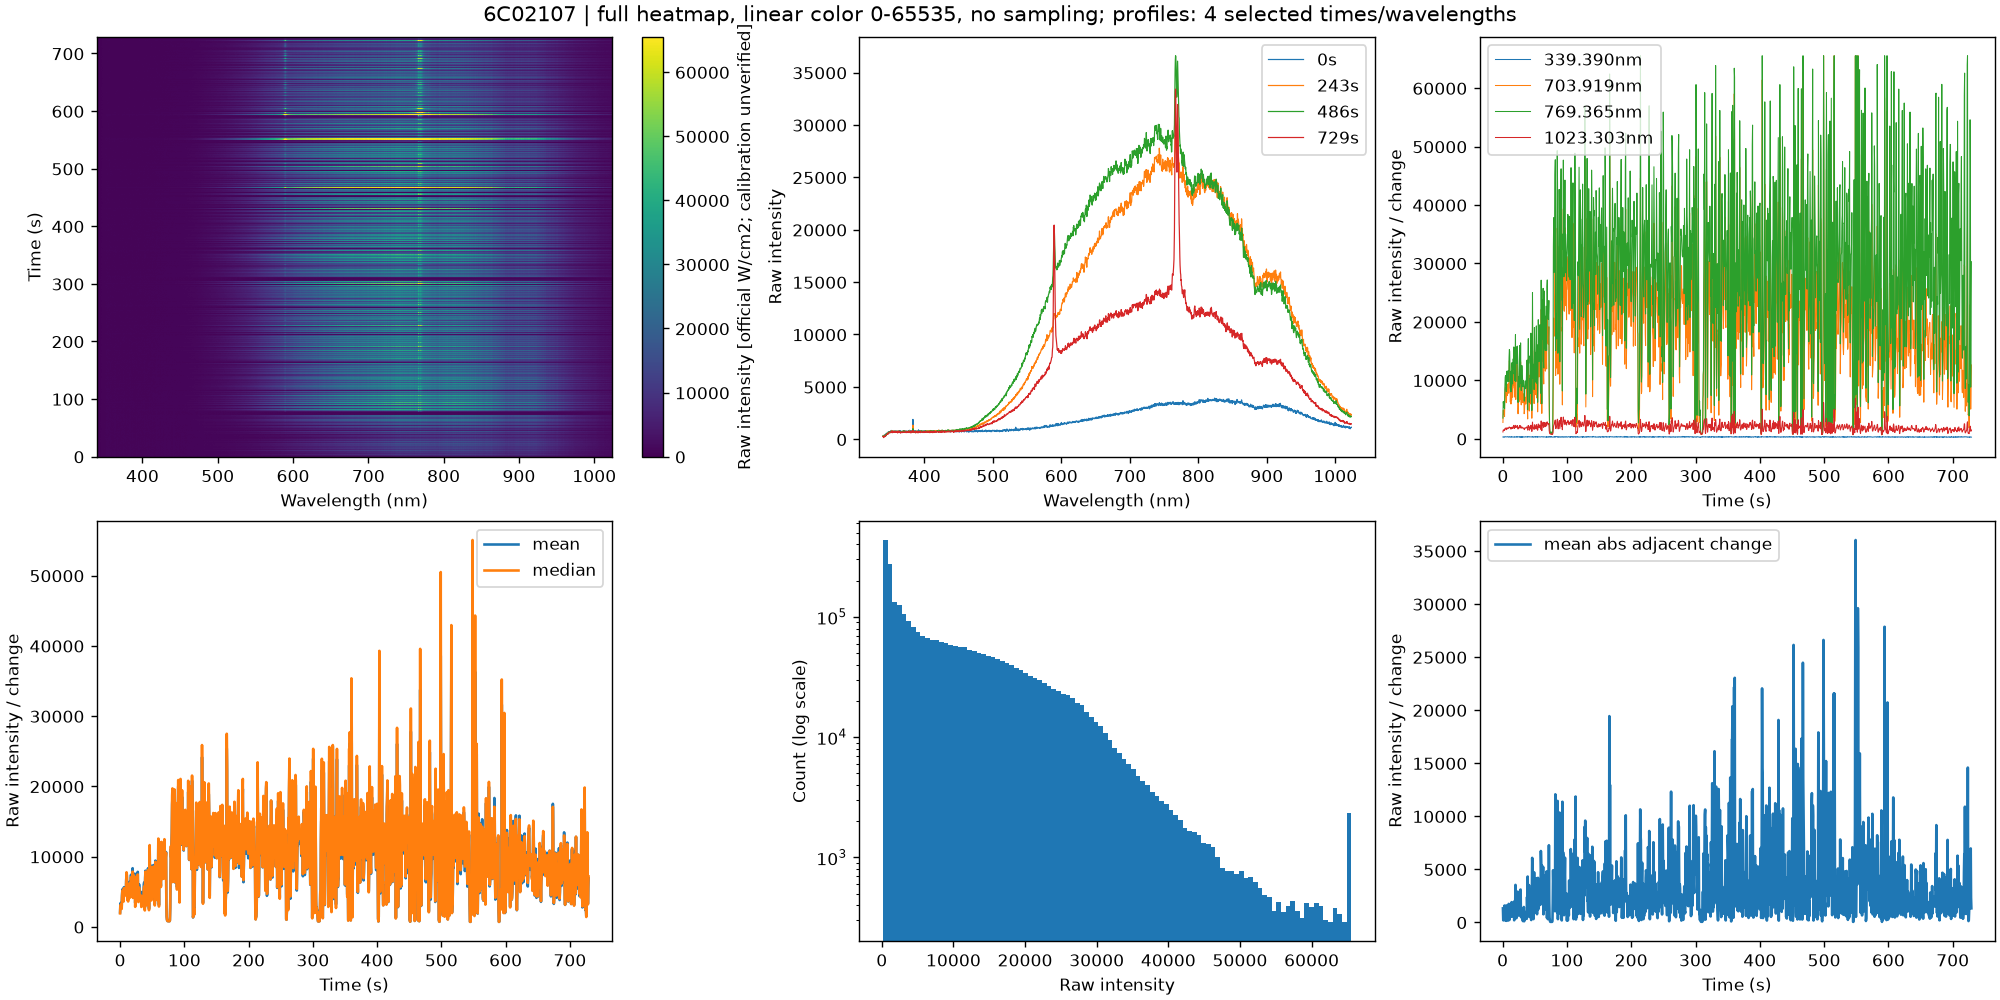 6C02107 | full heatmap, linear color 0-65535, no sampling; profiles: 4 selected times/wavelengths
700
600
500
400
300
200
100
0
Time (s)
400 500 600 700 800 900 1000
Wavelength (nm)
60000
50000
40000
30000
20000
10000
0
Raw intensity [official W/cm2; calibration unverified]
35000
30000
25000
20000
15000
10000
5000
0
Raw intensity
0s
243s
486s
729s
400 500 600 700 800 900 1000
Wavelength (nm)
60000
50000
40000
30000
20000
10000
0
Raw intensity / change
339.390nm
703.919nm
769.365nm
1023.303nm
0 100 200 300 400 500 600 700
Time (s)
50000
40000
30000
20000
10000
0
Raw intensity / change
mean
median
0 100 200 300 400 500 600 700
Time (s)
10^5
10^4
10^3
Count (log scale)
0 10000 20000 30000 40000 50000 60000
Raw intensity
35000
30000
25000
20000
15000
10000
5000
0
Raw intensity / change
mean abs adjacent change
0 100 200 300 400 500 600 700
Time (s)